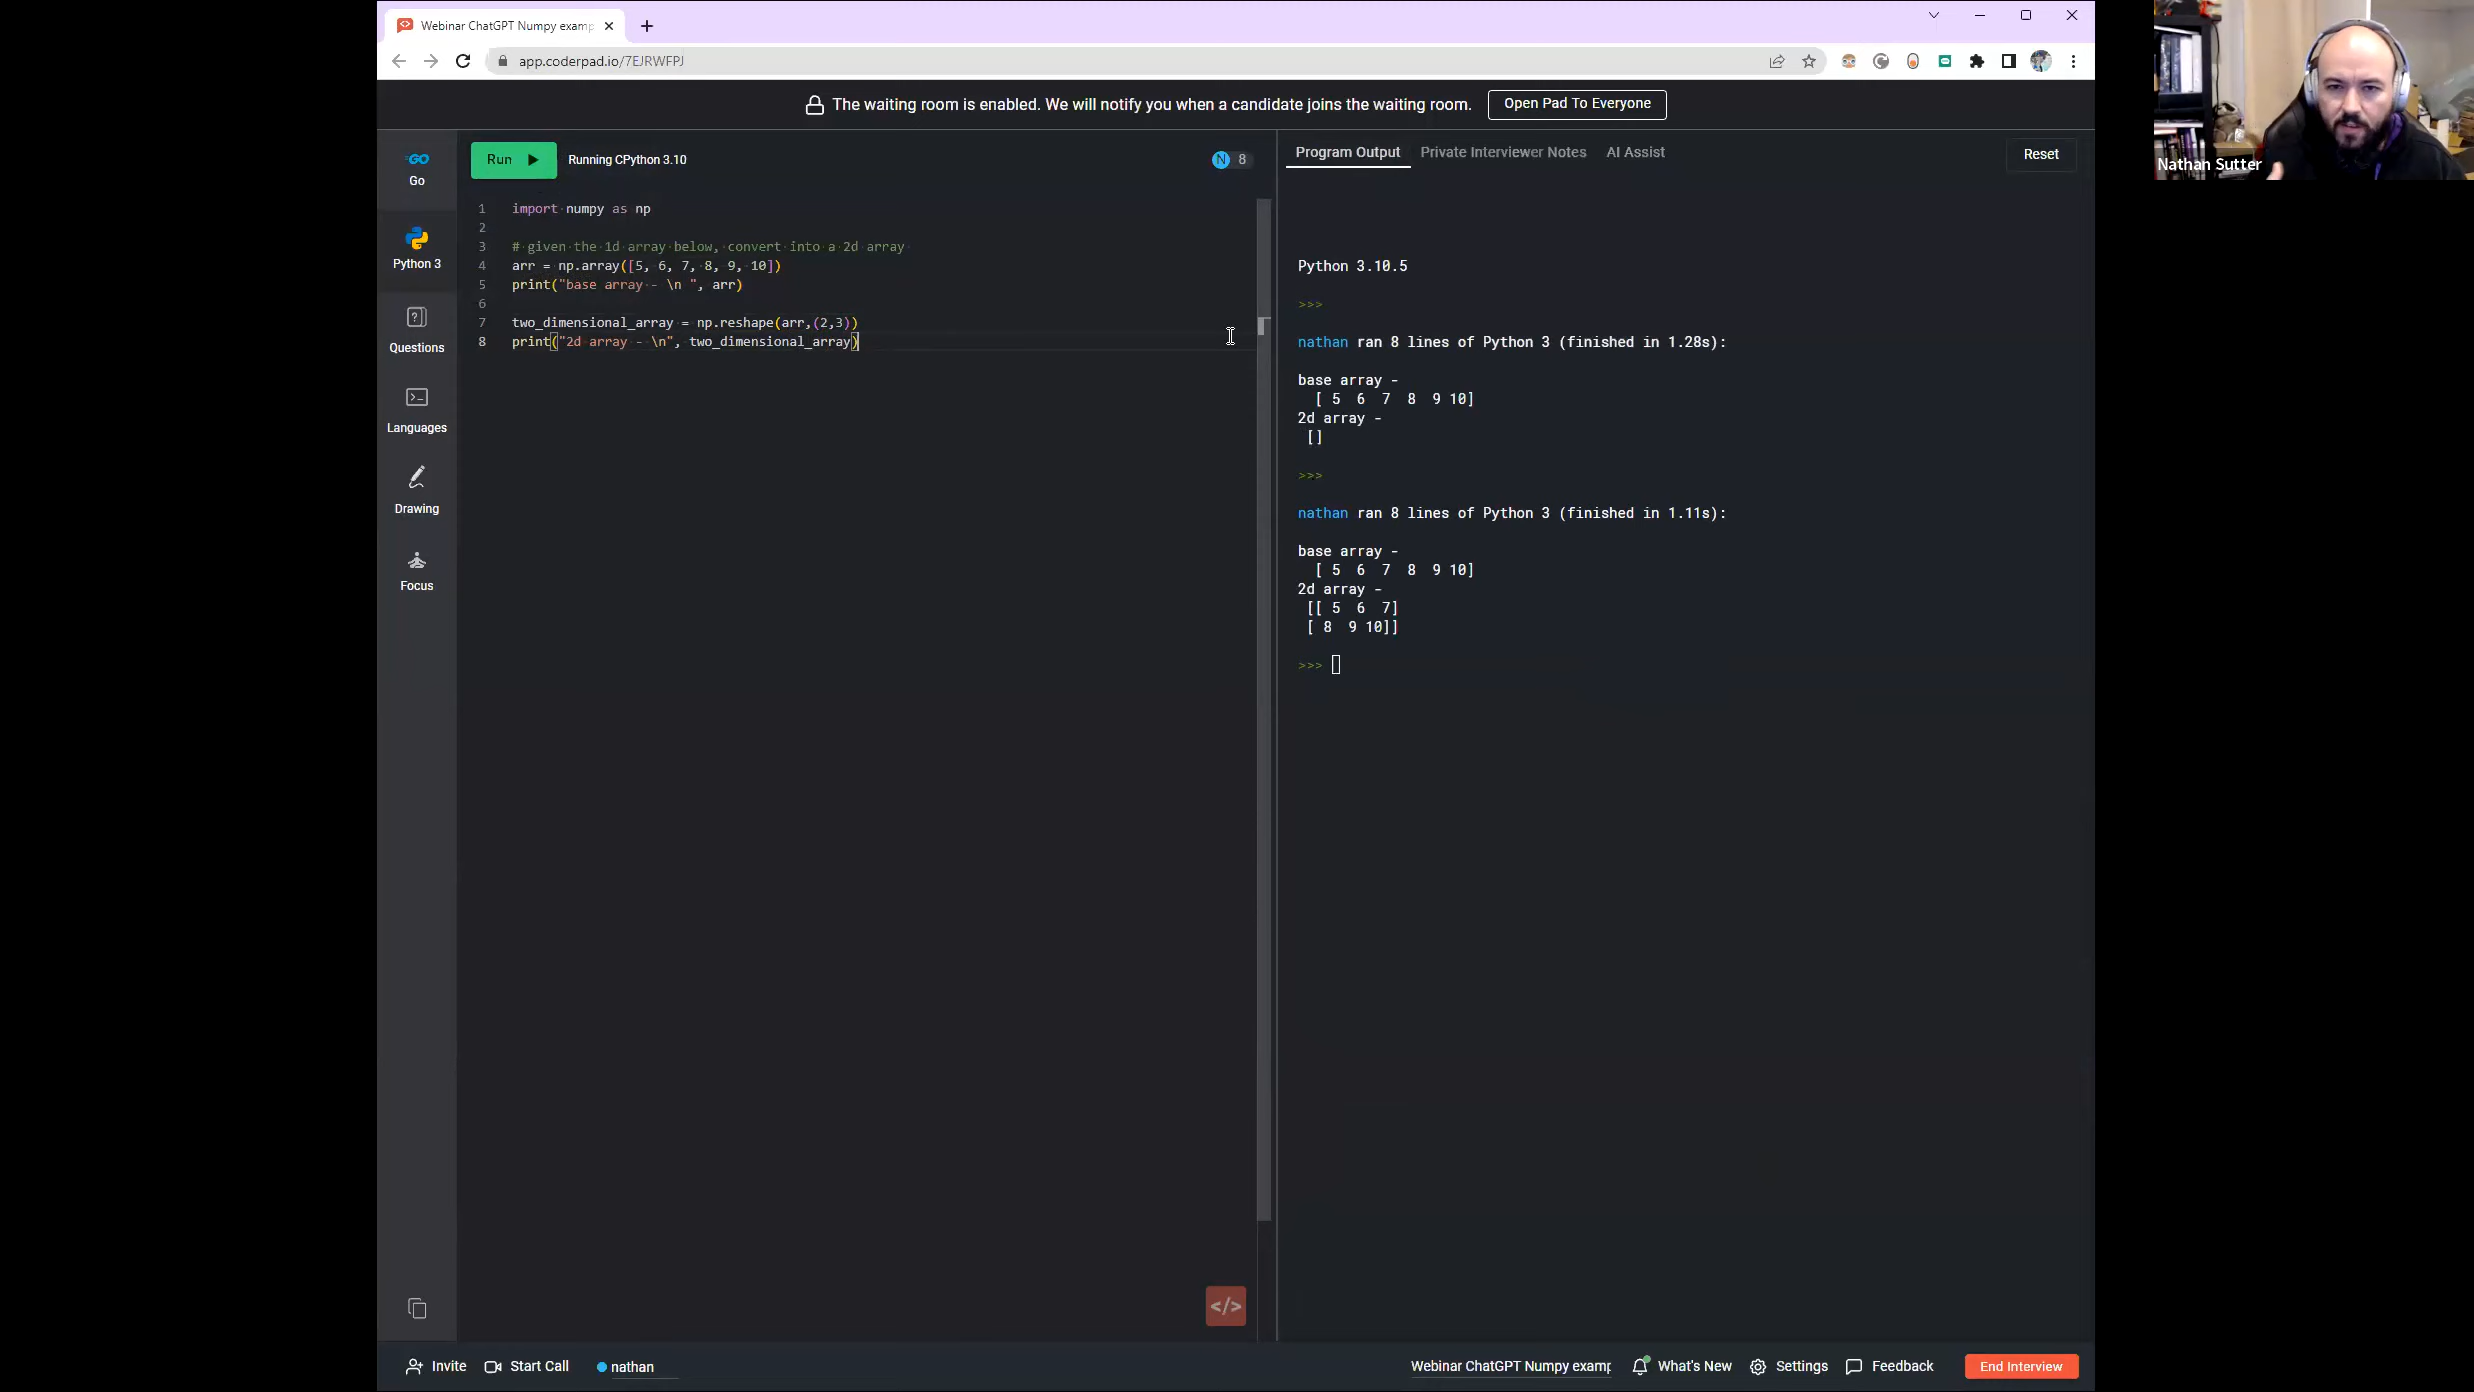 Webinar ChatGPT Numpy examp
app.coderpad.io/7EJRWFPJ
The waiting room is enabled. We will notify you when a candidate joins the waiting room.
Open Pad To Everyone
Nathan Sutter
GO
Go
Python 3
Questions
Languages
Drawing
Focus
Run
Running CPython 3.10
N 8
1 import numpy as np
2
3 # given the 1d array below, convert into a 2d array
4 arr = np.array([5, 6, 7, 8, 9, 10])
5 print("base array - \n ", arr)
6
7 two_dimensional_array = np.reshape(arr,(2,3))
8 print("2d array - \n", two_dimensional_array)
</>
Program Output
Private Interviewer Notes
AI Assist
Reset
Python 3.10.5
>>>
nathan ran 8 lines of Python 3 (finished in 1.28s):
base array -
[ 5 6 7 8 9 10]
2d array -
[]
>>>
nathan ran 8 lines of Python 3 (finished in 1.11s):
base array -
[ 5 6 7 8 9 10]
2d array -
[[ 5 6 7]
[ 8 9 10]]
>>>
Invite
Start Call
nathan
Webinar ChatGPT Numpy examp
What's New
Settings
Feedback
End Interview